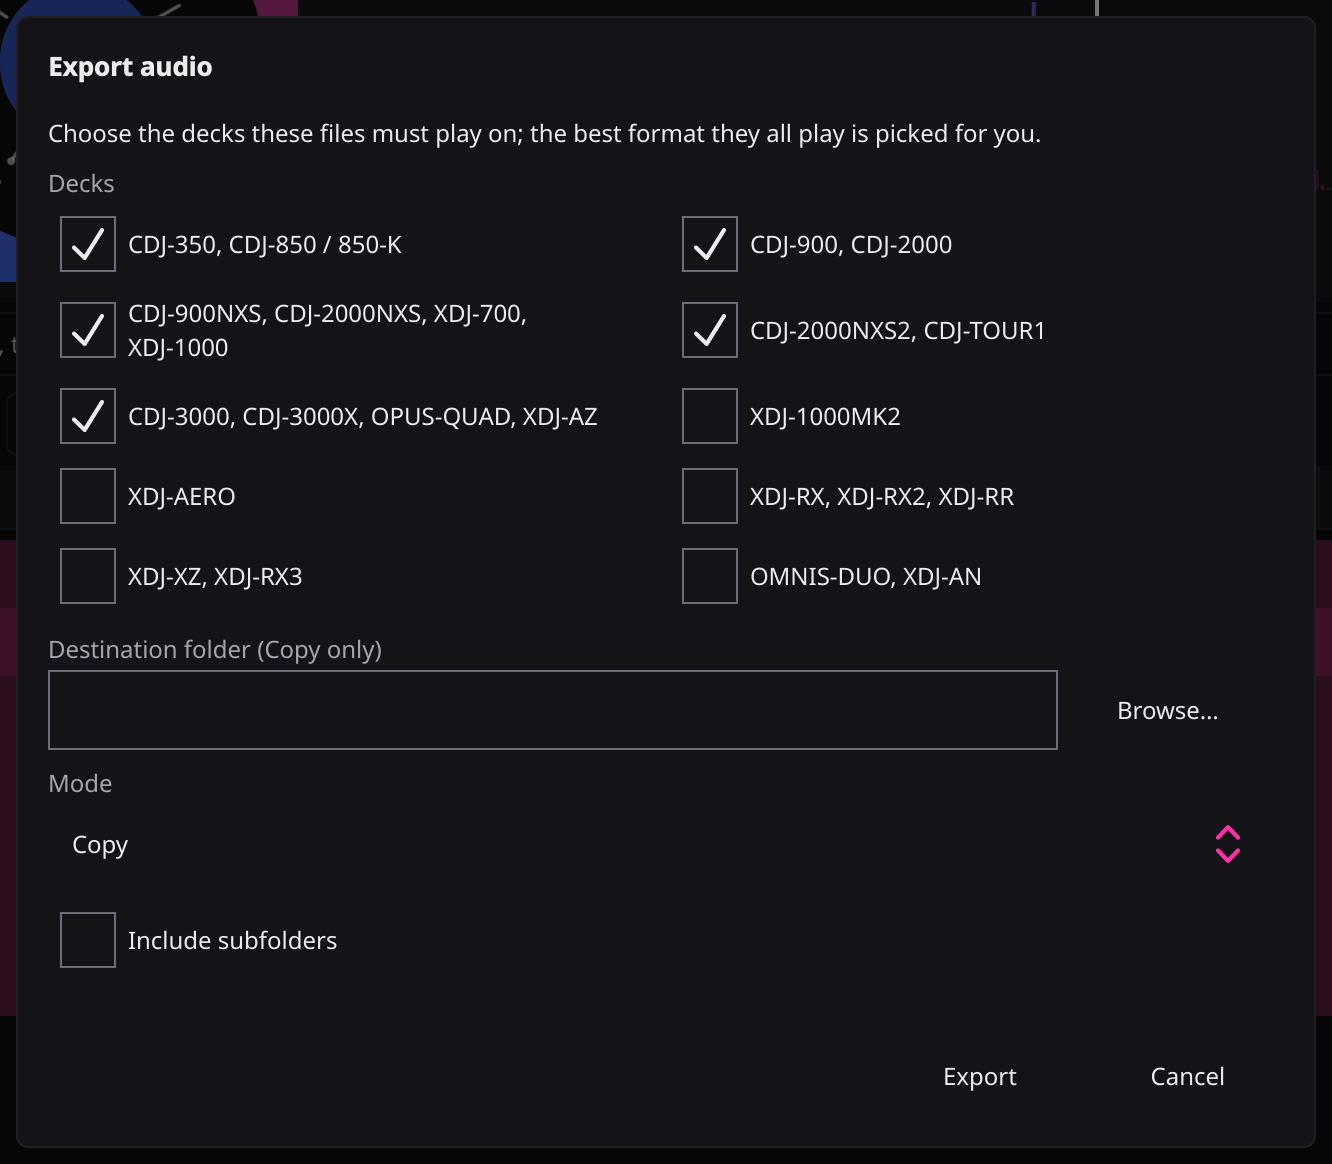 Export audio
Choose the decks these files must play on; the best format they all play is picked for you.
Decks
CDJ-350, CDJ-850 / 850-K
CDJ-900, CDJ-2000
CDJ-900NXS, CDJ-2000NXS, XDJ-700,
XDJ-1000
CDJ-2000NXS2, CDJ-TOUR1
CDJ-3000, CDJ-3000X, OPUS-QUAD, XDJ-AZ
XDJ-1000MK2
XDJ-AERO
XDJ-RX, XDJ-RX2, XDJ-RR
XDJ-XZ, XDJ-RX3
OMNIS-DUO, XDJ-AN
Destination folder (Copy only)
Browse...
Mode
Copy
Include subfolders
Export
Cancel